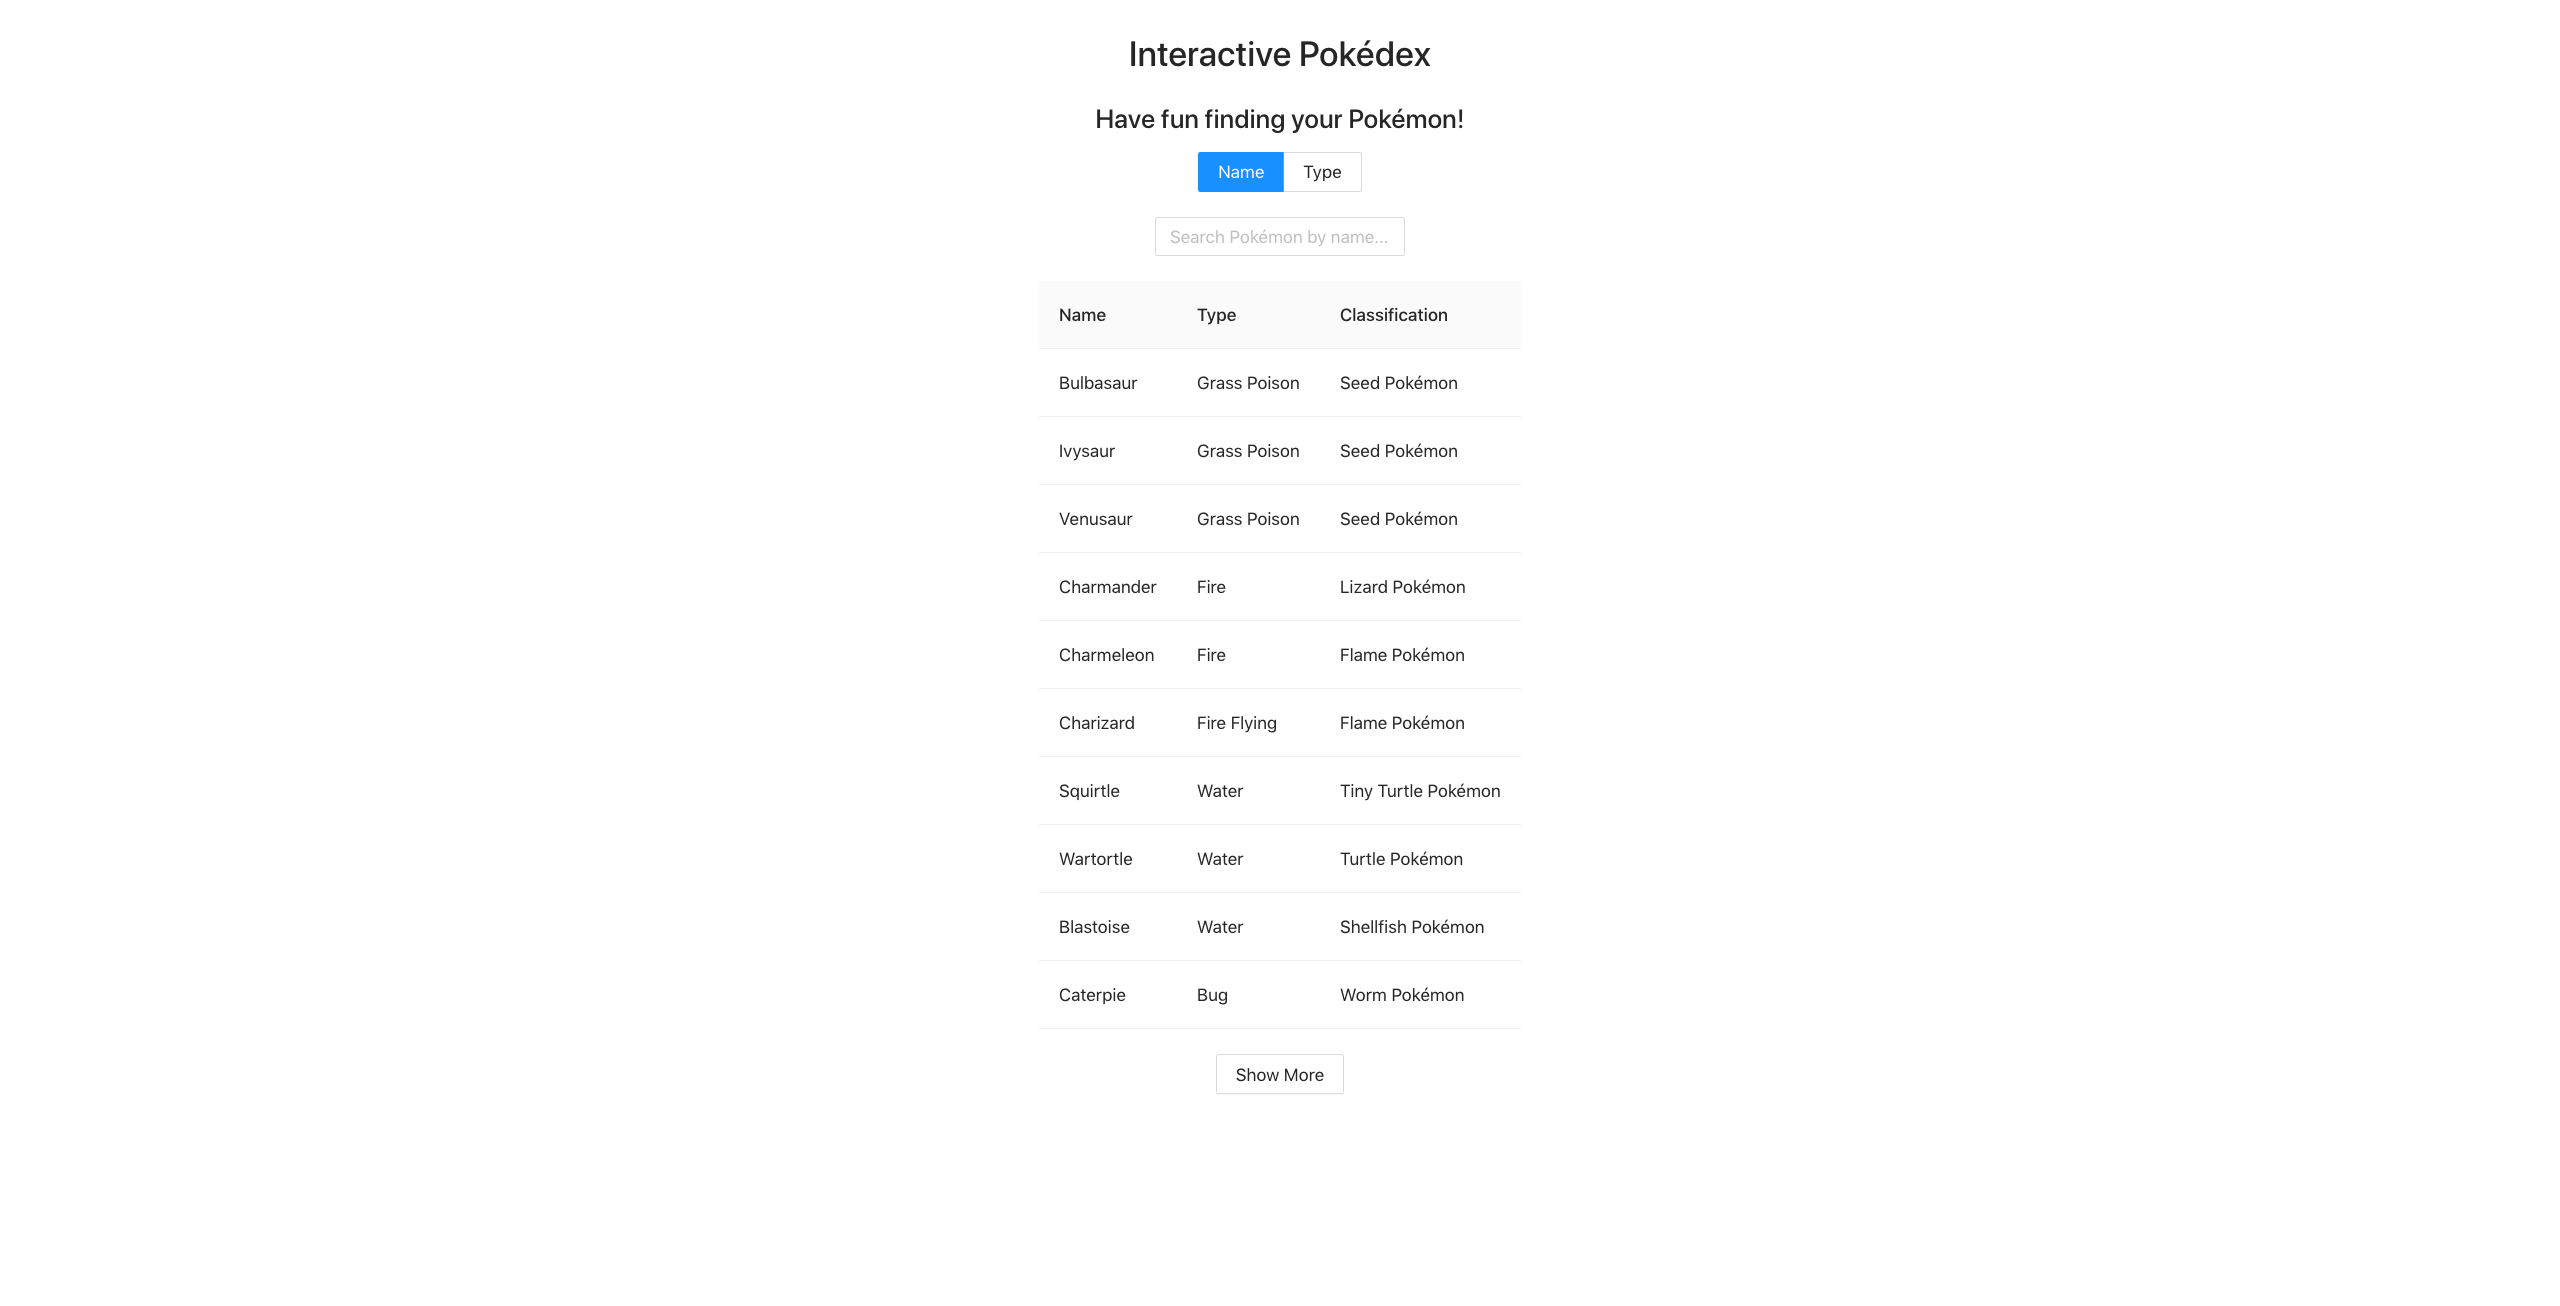 Interactive Pokédex
Have fun finding your Pokémon!
Name Type
Search Pokémon by name...
Name Type Classification
Bulbasaur Grass Poison Seed Pokémon
Ivysaur Grass Poison Seed Pokémon
Venusaur Grass Poison Seed Pokémon
Charmander Fire Lizard Pokémon
Charmeleon Fire Flame Pokémon
Charizard Fire Flying Flame Pokémon
Squirtle Water Tiny Turtle Pokémon
Wartortle Water Turtle Pokémon
Blastoise Water Shellfish Pokémon
Caterpie Bug Worm Pokémon
Show More